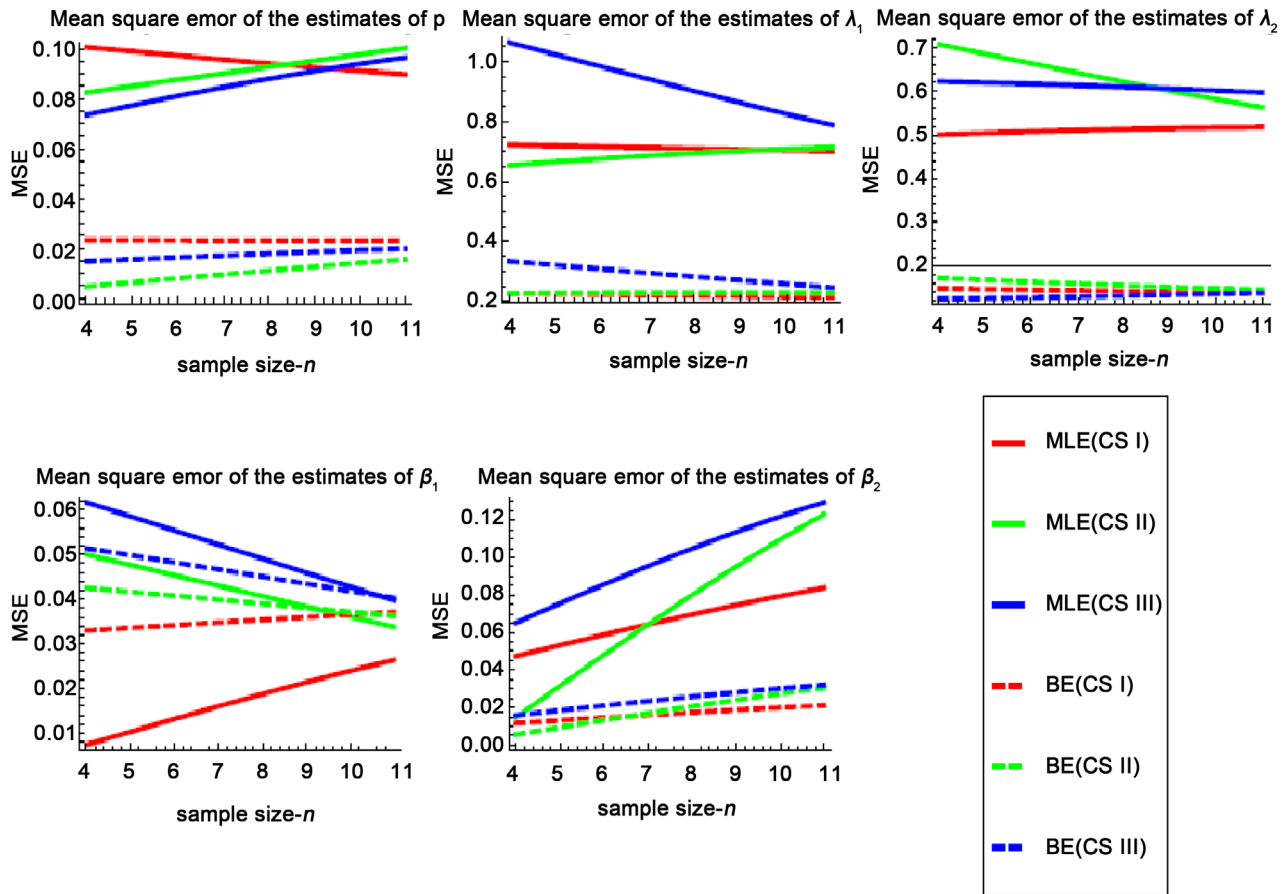 Mean square emor of the estimates of p
0.10
0.08
0.06
0.04
0.02
0.00
MSE
4 5 6 7 8 9 10 11
sample size-n
Mean square emor of the estimates of λ1
1.0
0.8
0.6
0.4
0.2
MSE
4 5 6 7 8 9 10 11
sample size-n
Mean square emor of the estimates of λ2
0.7
0.6
0.5
0.4
0.3
0.2
MSE
4 5 6 7 8 9 10 11
sample size-n
Mean square emor of the estimates of β1
0.06
0.05
0.04
0.03
0.02
0.01
MSE
4 5 6 7 8 9 10 11
sample size-n
Mean square emor of the estimates of β2
0.12
0.10
0.08
0.06
0.04
0.02
0.00
MSE
4 5 6 7 8 9 10 11
sample size-n
MLE(CS I)
MLE(CS II)
MLE(CS III)
BE(CS I)
BE(CS II)
BE(CS III)